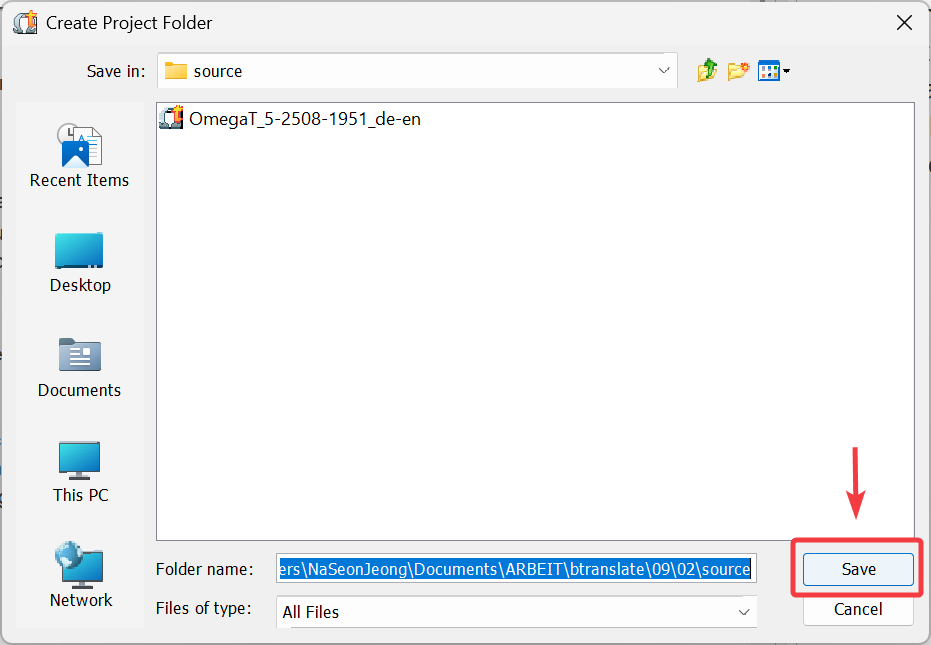 Create Project Folder
Save in:
source
OmegaT_5-2508-1951_de-en
Recent Items
Desktop
Documents
This PC
Network
Folder name:
ers\NaSeonJeong\Documents\ARBEIT\btranslate\09\02\source
Save
Files of type:
All Files
Cancel